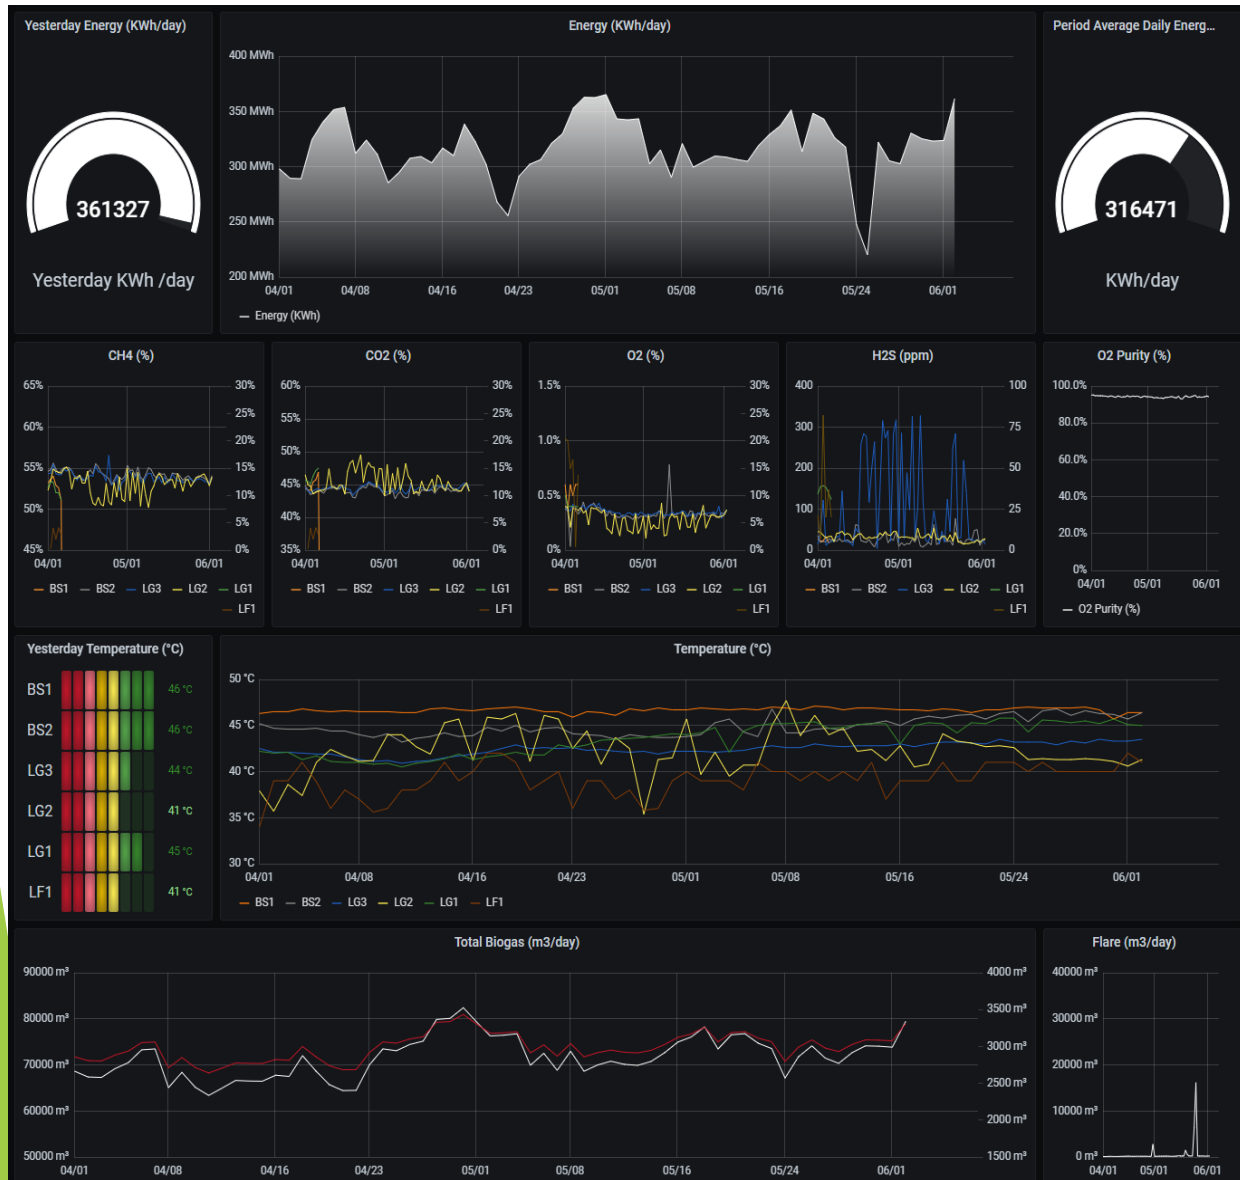 Yesterday Energy (KWh/day)
361327
Yesterday KWh /day
Energy (KWh/day)
400 MWh
350 MWh
300 MWh
250 MWh
200 MWh
04/01 04/08 04/16 04/23 05/01 05/08 05/16 05/24 06/01
Energy (KWh)
Period Average Daily Energ...
316471
KWh/day
CH4 (%)
65% 30%
25%
60% 20%
55% 15%
10%
50% 5%
45% 0%
04/01 05/01 06/01
BS1 BS2 LG3 LG2 LG1
LF1
CO2 (%)
60% 30%
55% 25%
50% 20%
15%
45% 10%
40% 5%
35% 0%
04/01 05/01 06/01
BS1 BS2 LG3 LG2 LG1
LF1
O2 (%)
1.5% 30%
25%
1.0% 20%
15%
0.5% 10%
5%
0% 0%
04/01 05/01 06/01
BS1 BS2 LG3 LG2 LG1
LF1
H2S (ppm)
400 100
300 75
200 50
100 25
0 0
04/01 05/01 06/01
BS1 BS2 LG3 LG2 LG1
LF1
O2 Purity (%)
100.0%
80.0%
60.0%
40.0%
20.0%
0%
04/01 05/01 06/01
O2 Purity (%)
Yesterday Temperature (°C)
BS1 46 °C
BS2 46 °C
LG3 44 °C
LG2 41 °C
LG1 45 °C
LF1 41 °C
Temperature (°C)
50 °C
45 °C
40 °C
35 °C
30 °C
04/01 04/08 04/16 04/23 05/01 05/08 05/16 05/24 06/01
BS1 BS2 LG3 LG2 LG1 LF1
Total Biogas (m3/day)
90000 m³ 4000 m³
80000 m³ 3500 m³
3000 m³
70000 m³ 2500 m³
60000 m³ 2000 m³
50000 m³ 1500 m³
04/01 04/08 04/16 04/23 05/01 05/08 05/16 05/24 06/01
Flare (m3/day)
40000 m³
30000 m³
20000 m³
10000 m³
0 m³
04/01 05/01 06/01